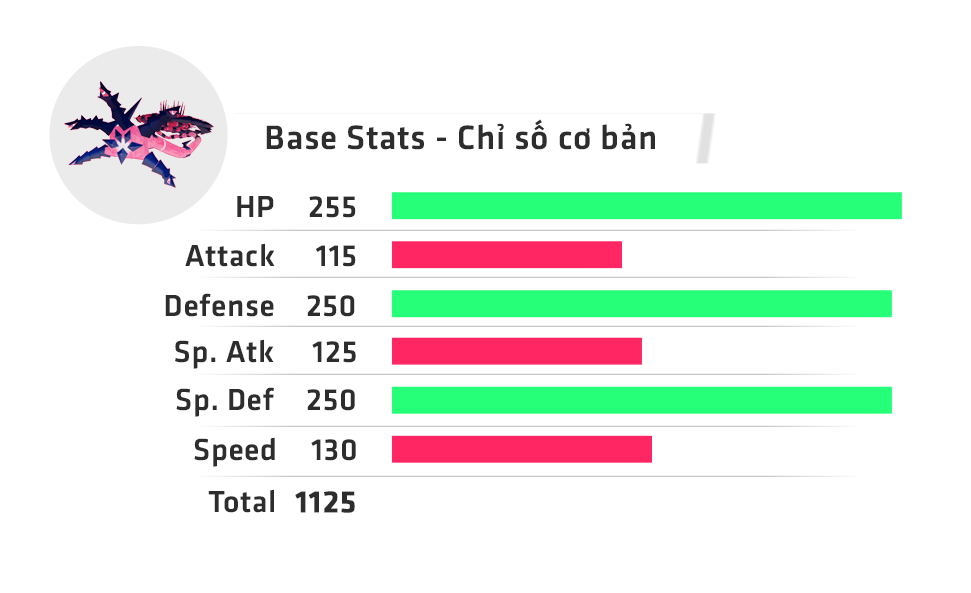 Base Stats - Chỉ số cơ bản
HP 255
Attack 115
Defense 250
Sp. Atk 125
Sp. Def 250
Speed 130
Total 1125